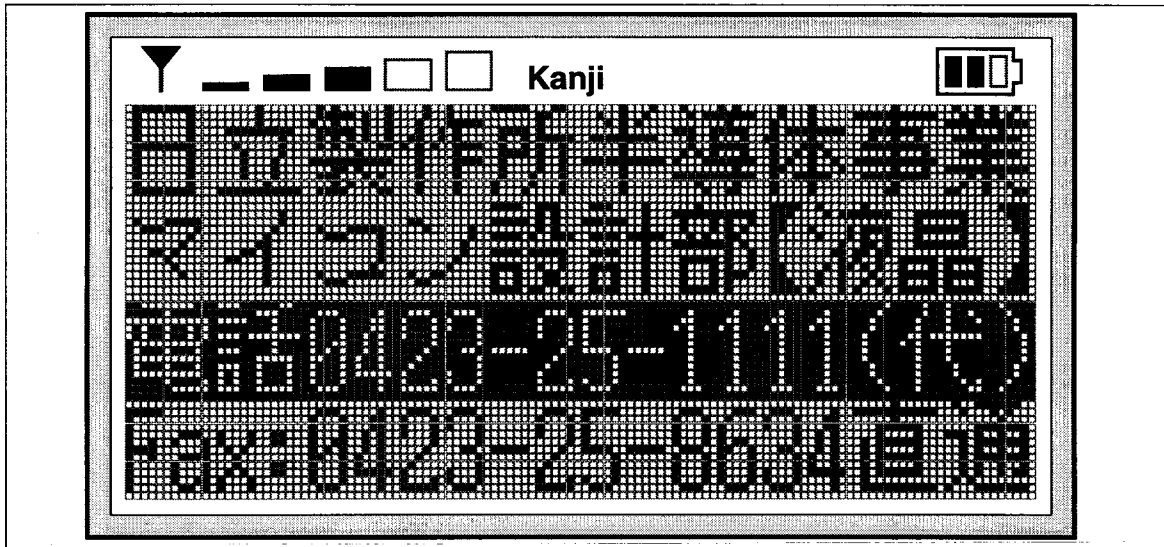 Kanji
日立製作所半導体事業
マイコン設計部【液晶】
電話0423-25-1111(代)
Fax:0423-25-8634直通